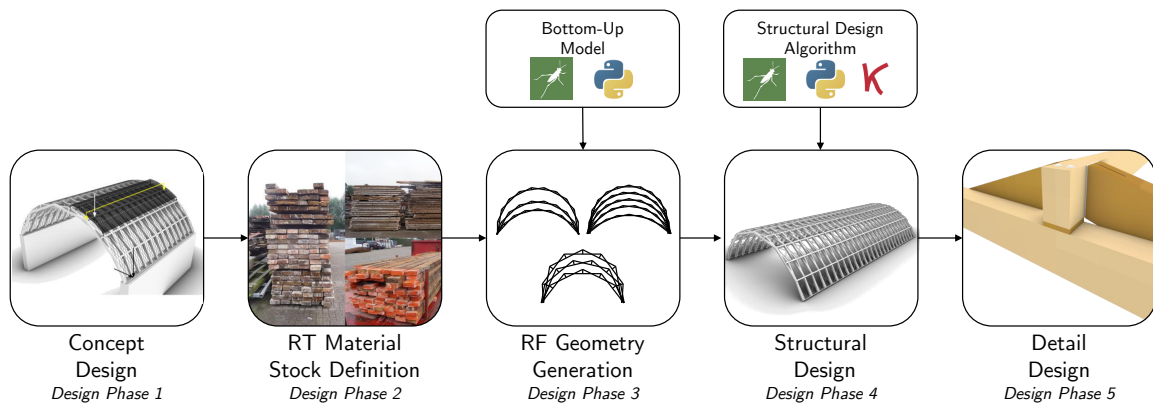 Bottom-Up
Model
Structural Design
Algorithm
Concept
Design
Design Phase 1
RT Material
Stock Definition
Design Phase 2
RF Geometry
Generation
Design Phase 3
Structural
Design
Design Phase 4
Detail
Design
Design Phase 5